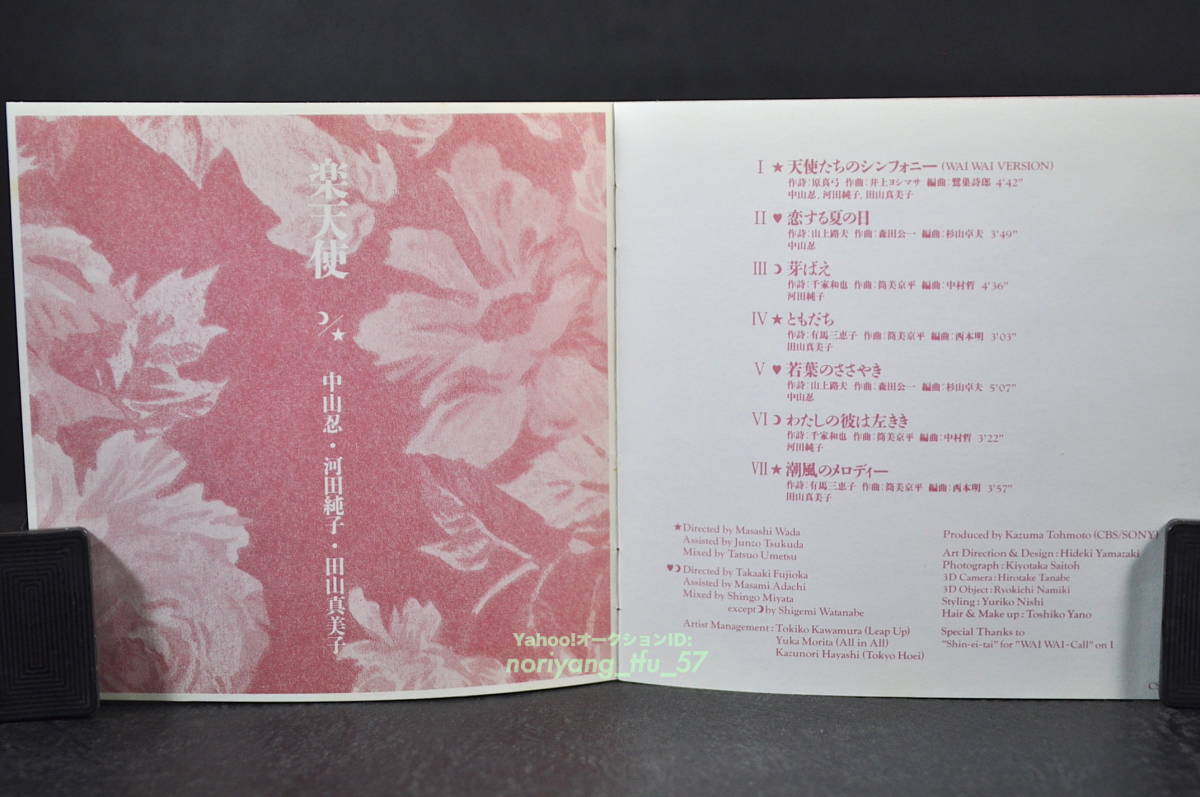 楽天使
☽/★
中山忍・河田純子・田山真美子
I ★ 天使たちのシンフォニー (WAI WAI VERSION)
作詩:原真弓 作曲:井上ヨシマサ 編曲:鷺巣詩郎 4'42"
中山忍, 河田純子, 田山真美子
II ♥ 恋する夏の日
作詩:山上路夫 作曲:森田公一 編曲:杉山卓夫 3'49"
中山忍
III ☽ 芽ばえ
作詩:千家和也 作曲:筒美京平 編曲:中村哲 4'36"
河田純子
IV ★ ともだち
作詩:有馬三恵子 作曲:筒美京平 編曲:西本明 3'03"
田山真美子
V ♥ 若葉のささやき
作詩:山上路夫 作曲:森田公一 編曲:杉山卓夫 5'07"
中山忍
VI ☽ わたしの彼は左きき
作詩:千家和也 作曲:筒美京平 編曲:中村哲 3'22"
河田純子
VII ★ 潮風のメロディー
作詩:有馬三恵子 作曲:筒美京平 編曲:西本明 3'57"
田山真美子
★Directed by Masashi Wada
Assisted by Junzo Tsukuda
Mixed by Tatsuo Umetsu
♥☽Directed by Takaaki Fujioka
Assisted by Masami Adachi
Mixed by Shingo Miyata
except☽by Shigemi Watanabe
Artist Management : Tokiko Kawamura (Leap Up)
Yuka Morita (All in All)
Kazunori Hayashi (Tokyo Hoei)
Produced by Kazuma Tohmoto (CBS/SONY)
Art Direction & Design : Hideki Yamazaki
Photograph : Kiyotaka Saitoh
3D Camera : Hirotake Tanabe
3D Object : Ryokichi Namiki
Styling : Yuriko Nishi
Hair & Make up : Toshiko Yano
Special Thanks to
"Shin-ei-tai" for "WAI WAI-Call" on I
Yahoo!オークションID:
noriyang_tfu_57